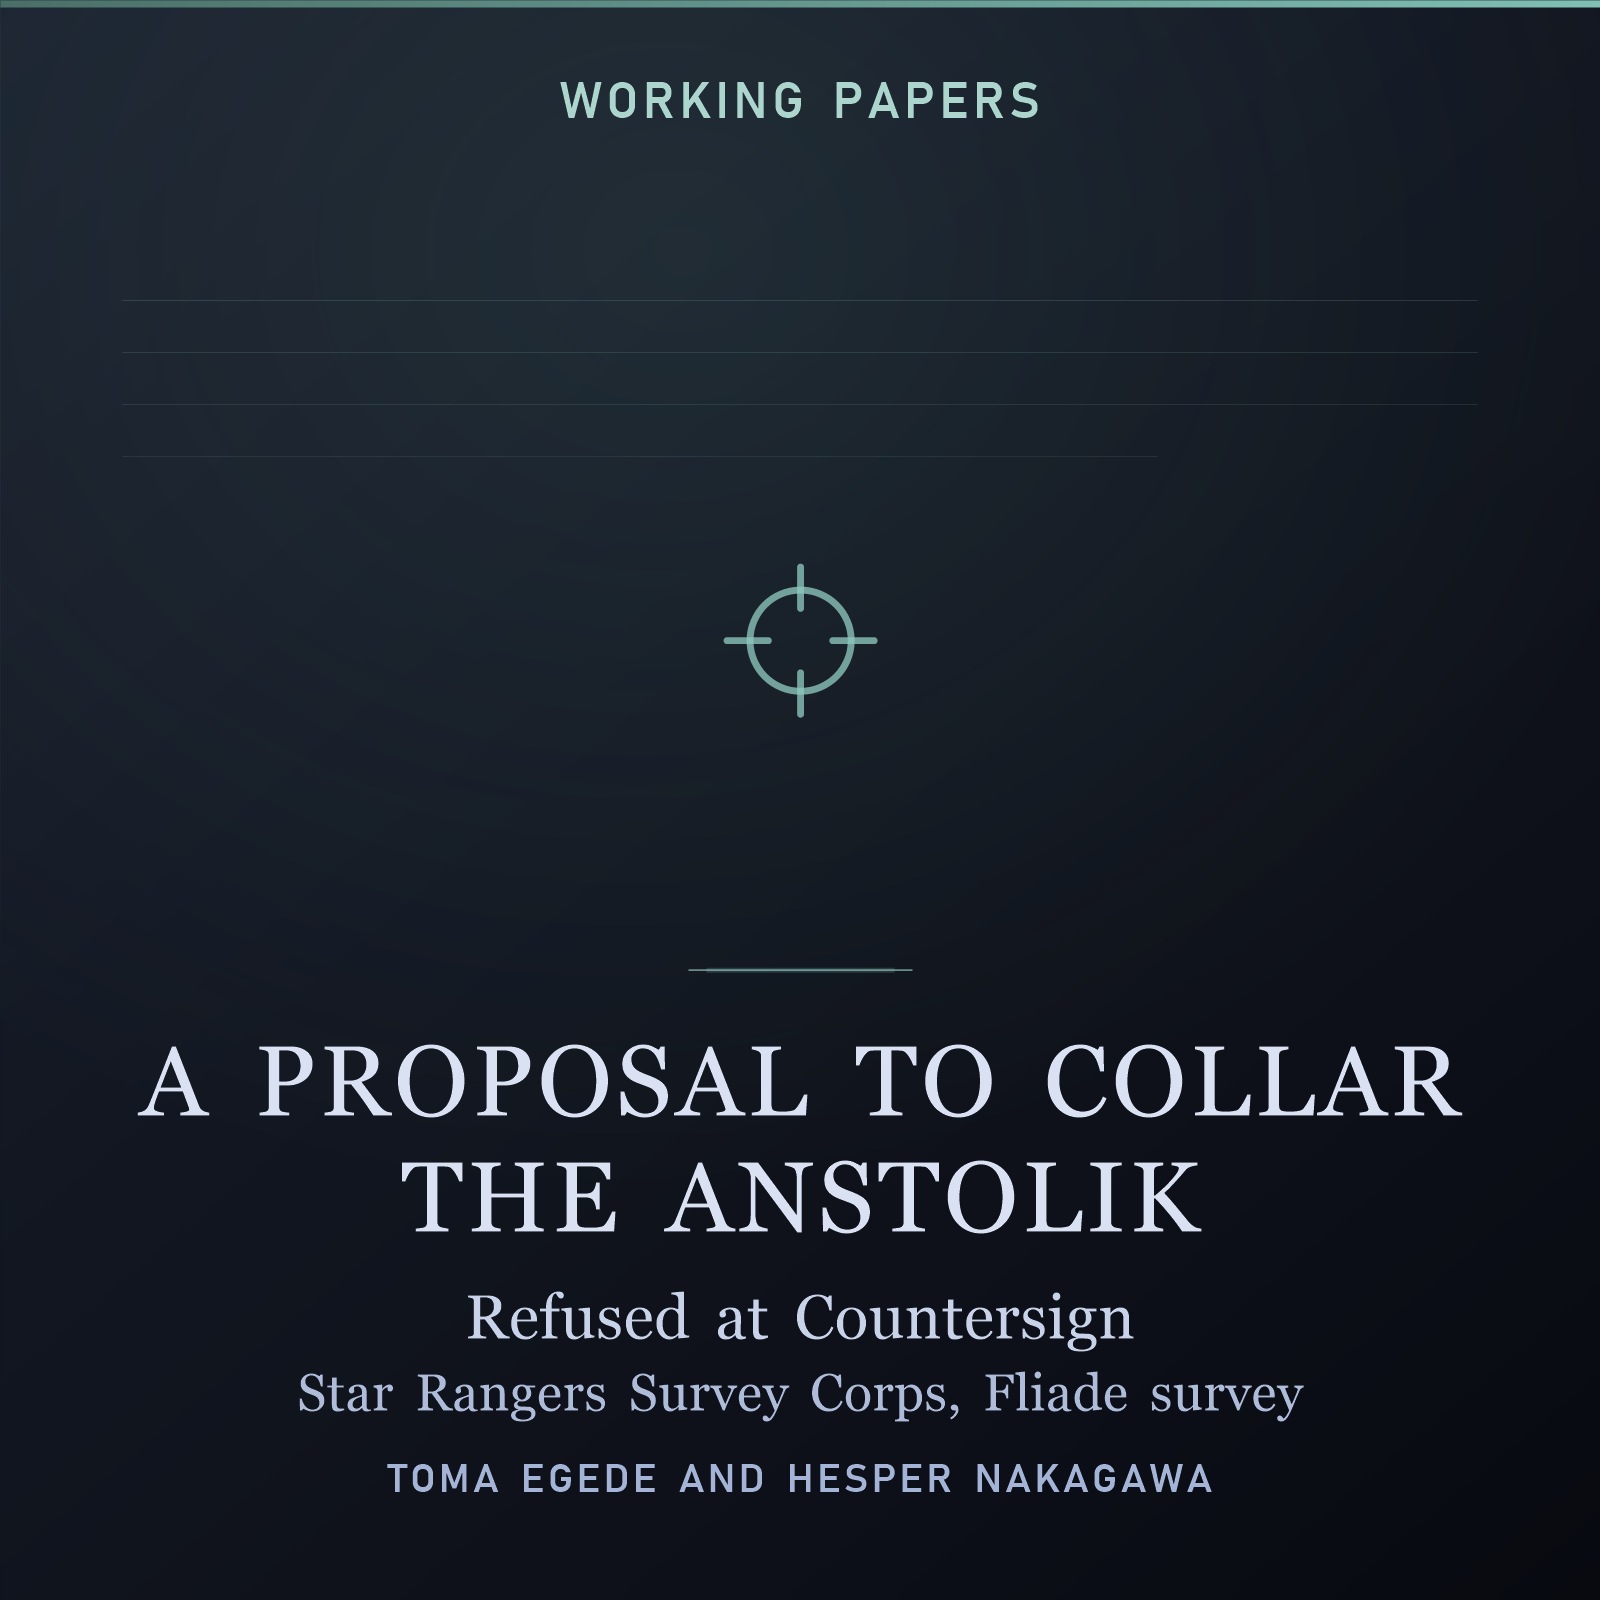 WORKING PAPERS
A PROPOSAL TO COLLAR
THE ANSTOLIK
Refused at Countersign
Star Rangers Survey Corps, Fliade survey
TOMA EGEDE AND HESPER NAKAGAWA